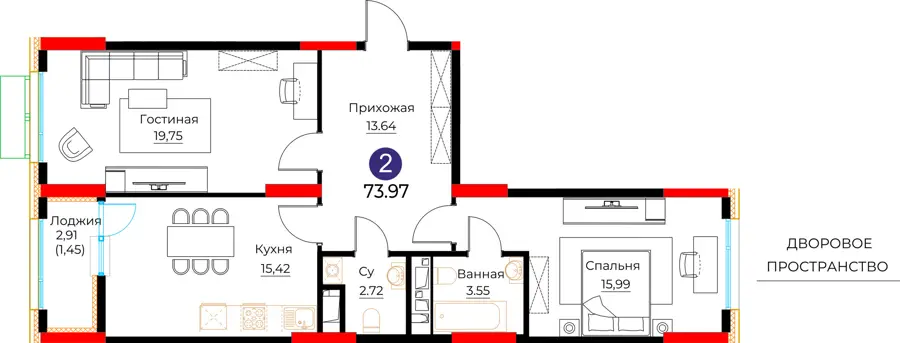 Гостиная
19,75
Прихожая
13.64
2
73.97
Лоджия
2,91
(1,45)
Кухня
15,42
Су
2.72
Ванная
3.55
Спальня
15,99
ДВОРОВОЕ
ПРОСТРАНСТВО